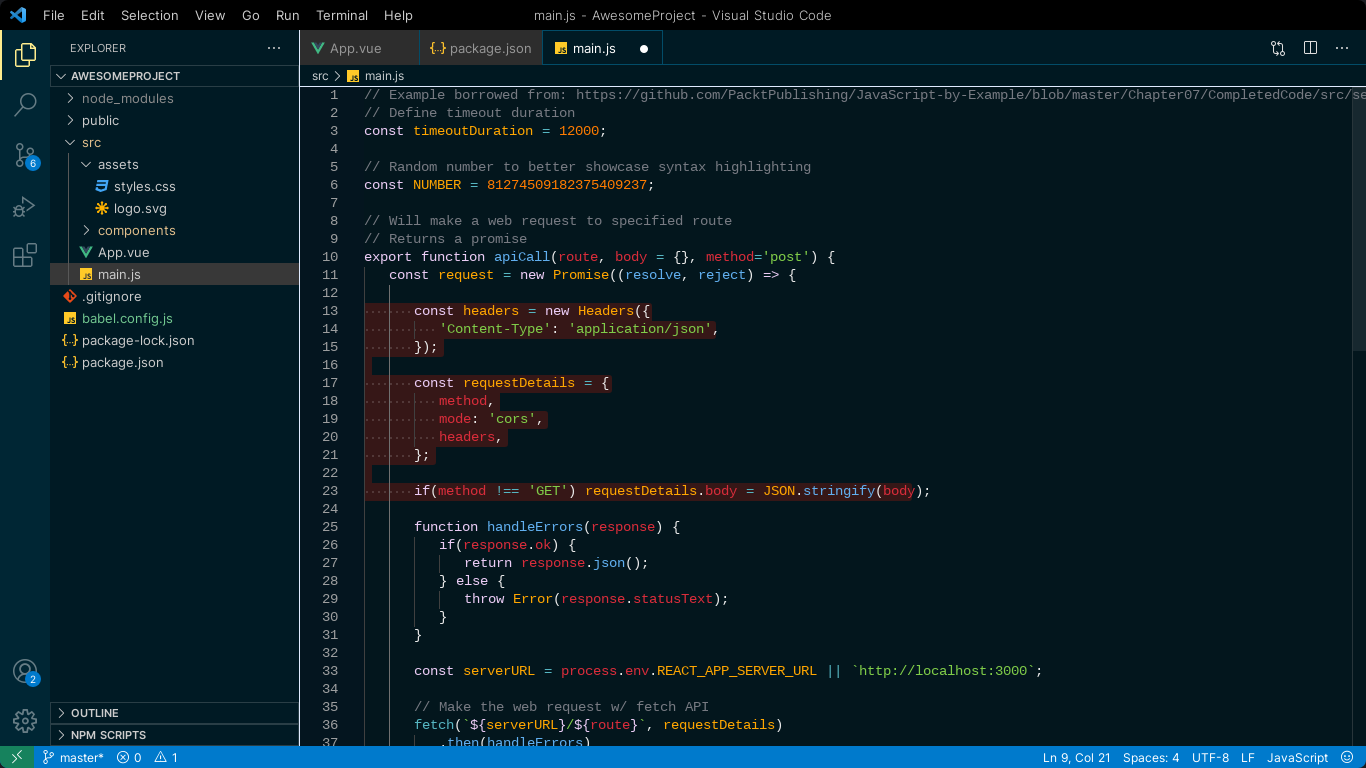 File Edit Selection View Go Run Terminal Help main.js - AwesomeProject - Visual Studio Code
EXPLORER
App.vue
{..} package.json
JS main.js
AWESOMEPROJECT
src > JS main.js
node_modules
public
src
assets
styles.css
logo.svg
components
App.vue
JS main.js
.gitignore
JS babel.config.js
{..} package-lock.json
{..} package.json
OUTLINE
NPM SCRIPTS
6
2
1 // Example borrowed from: https://github.com/PacktPublishing/JavaScript-by-Example/blob/master/Chapter07/CompletedCode/src/se
2 // Define timeout duration
3 const timeoutDuration = 12000;
4
5 // Random number to better showcase syntax highlighting
6 const NUMBER = 81274509182375409237;
7
8 // Will make a web request to specified route
9 // Returns a promise
10 export function apiCall(route, body = {}, method='post') {
11 const request = new Promise((resolve, reject) => {
12
13 const headers = new Headers({
14 'Content-Type': 'application/json',
15 });
16
17 const requestDetails = {
18 method,
19 mode: 'cors',
20 headers,
21 };
22
23 if(method !== 'GET') requestDetails.body = JSON.stringify(body);
24
25 function handleErrors(response) {
26 if(response.ok) {
27 return response.json();
28 } else {
29 throw Error(response.statusText);
30 }
31 }
32
33 const serverURL = process.env.REACT_APP_SERVER_URL || `http://localhost:3000`;
34
35 // Make the web request w/ fetch API
36 fetch(`${serverURL}/${route}`, requestDetails)
37 .then(handleErrors)
master* 0 1 Ln 9, Col 21 Spaces: 4 UTF-8 LF JavaScript